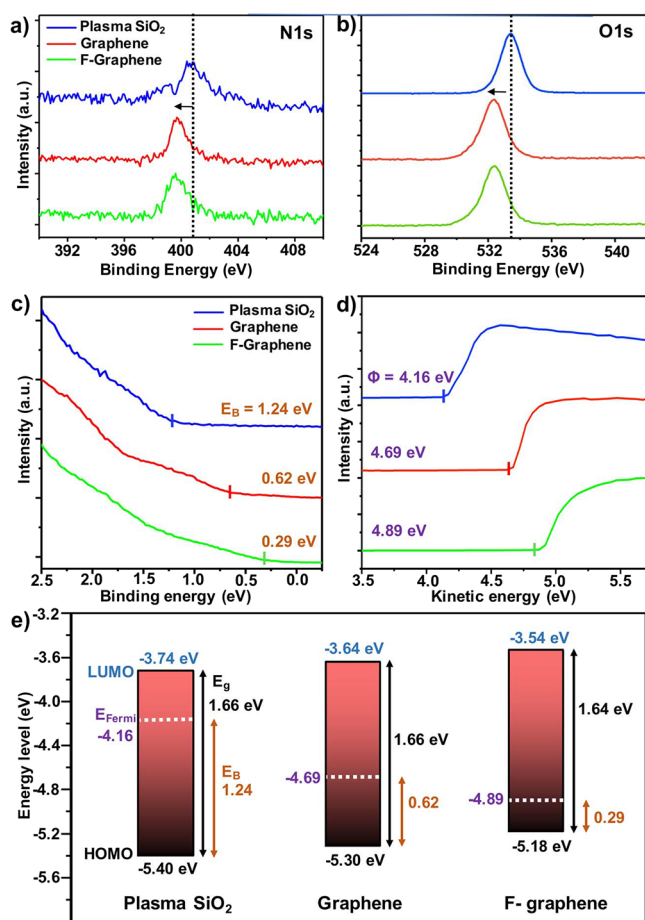 a)
Plasma SiO₂
Graphene
F-Graphene
N1s
Intensity (a.u.)
392 396 400 404 408
Binding Energy (eV)
b)
O1s
Intensity (a.u.)
524 528 532 536 540
Binding Energy (eV)
c)
Plasma SiO₂
Graphene
F-Graphene
E_B = 1.24 eV
0.62 eV
0.29 eV
Intensity (a.u.)
2.5 2.0 1.5 1.0 0.5 0.0
Binding energy (eV)
d)
Φ = 4.16 eV
4.69 eV
4.89 eV
Intensity (a.u.)
3.5 4.0 4.5 5.0 5.5
Kinetic energy (eV)
e)
Energy level (eV)
-3.2
-3.6
-4.0
-4.4
-4.8
-5.2
-5.6
-3.74 eV
LUMO
E_g
1.66 eV
E_Fermi
-4.16
E_B
1.24
HOMO
-5.40 eV
Plasma SiO₂
-3.64 eV
1.66 eV
-4.69
0.62
-5.30 eV
Graphene
-3.54 eV
1.64 eV
-4.89
0.29
-5.18 eV
F- graphene